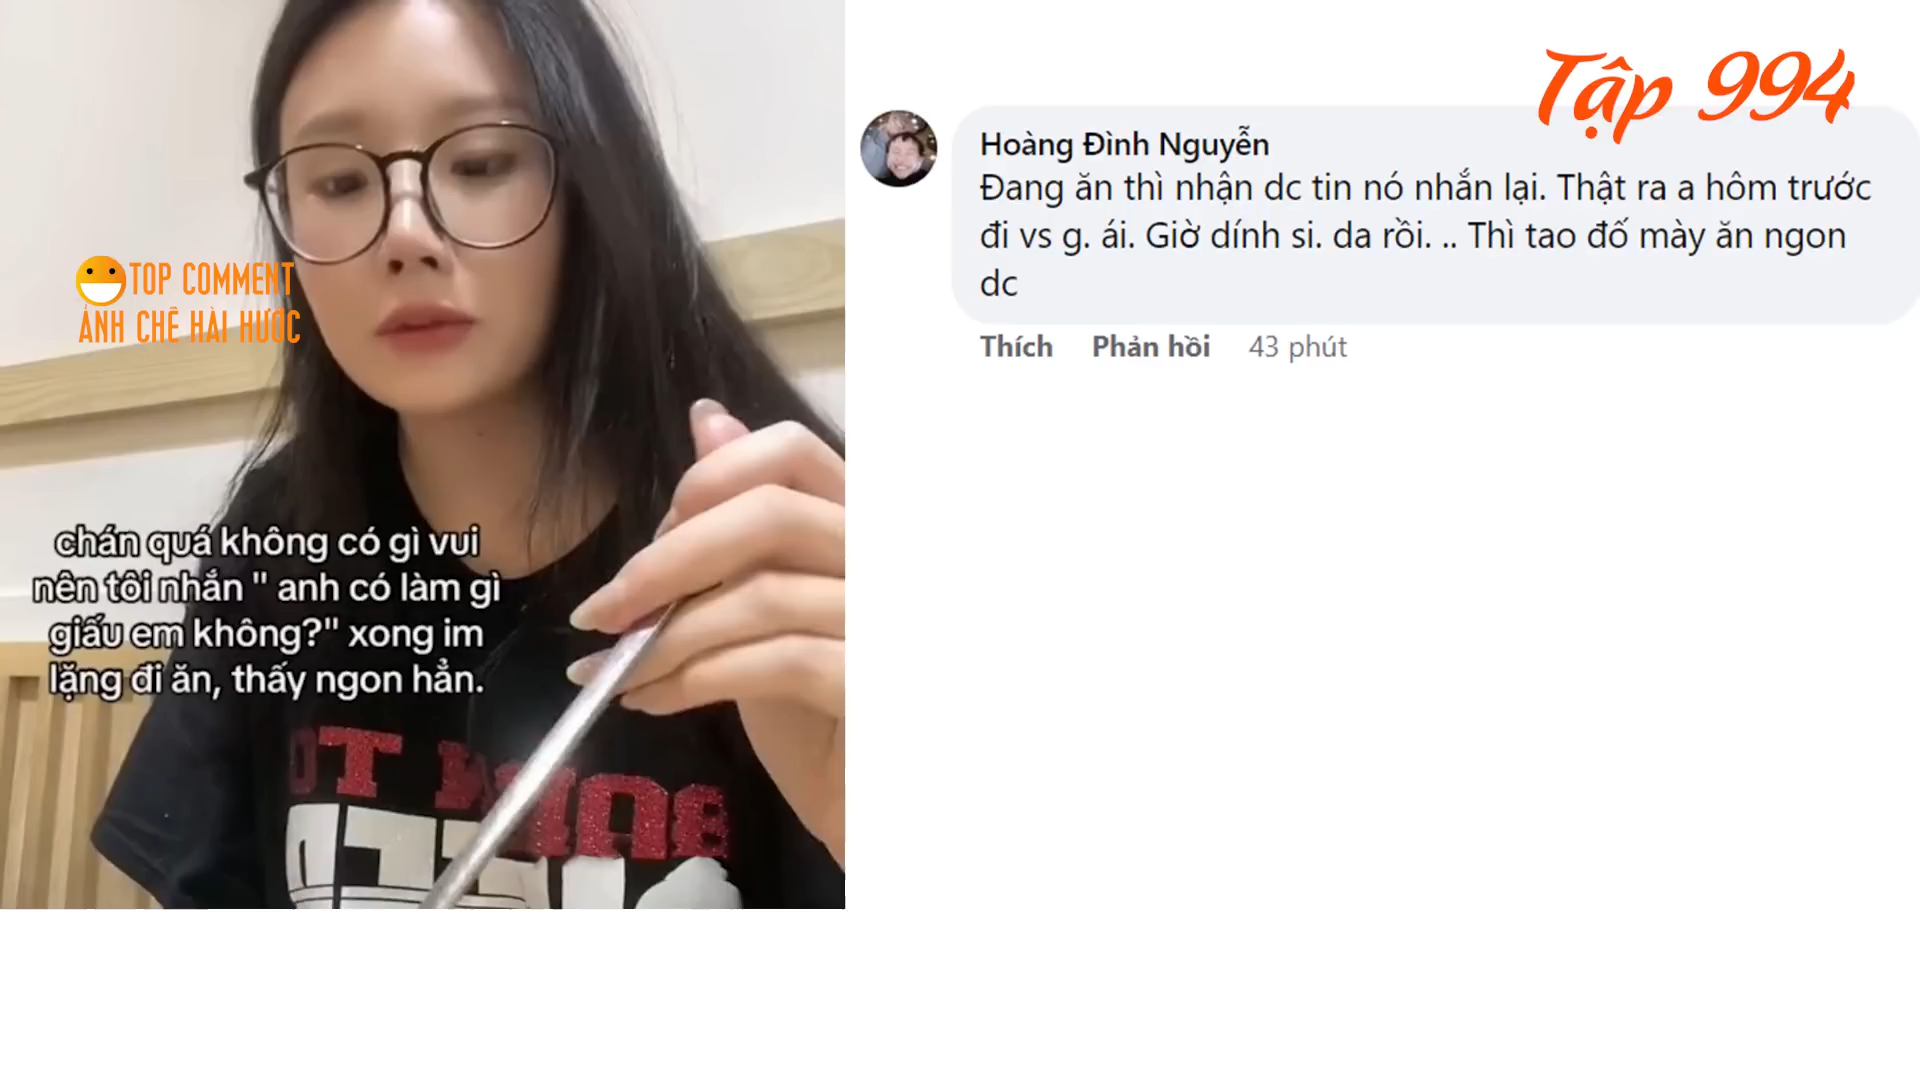 Tập 994
TOP COMMENT
ẢNH CHẾ HÀI HƯỚC
chán quá không có gì vui
nên tôi nhắn " anh có làm gì
giấu em không?" xong im
lặng đi ăn, thấy ngon hẳn.
Hoàng Đình Nguyễn
Đang ăn thì nhận dc tin nó nhắn lại. Thật ra a hôm trước
đi vs g. ái. Giờ dính si. da rồi. .. Thì tao đố mày ăn ngon
dc
Thích Phản hồi 43 phút